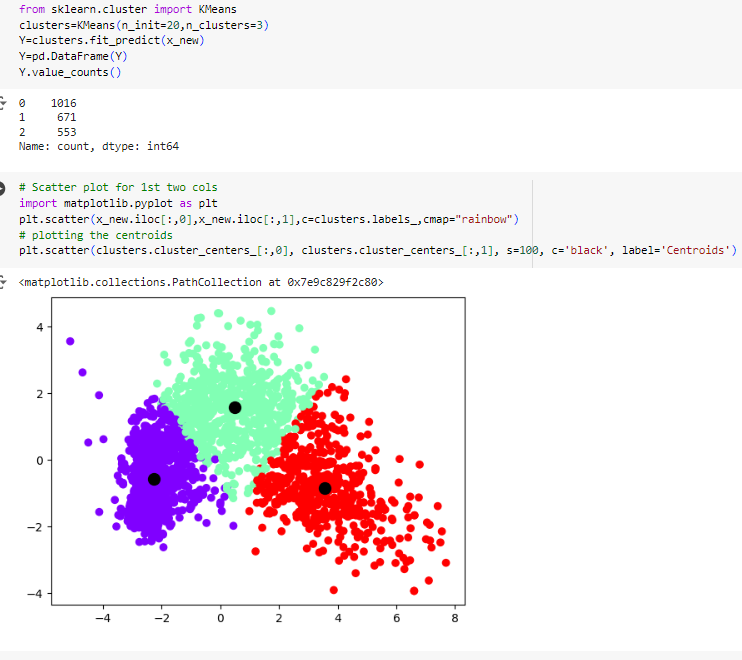 from sklearn.cluster import KMeans
clusters=KMeans(n_init=20,n_clusters=3)
Y=clusters.fit_predict(x_new)
Y=pd.DataFrame(Y)
Y.value_counts()
0    1016
1     671
2     553
Name: count, dtype: int64
# Scatter plot for 1st two cols
import matplotlib.pyplot as plt
plt.scatter(x_new.iloc[:,0],x_new.iloc[:,1],c=clusters.labels_,cmap="rainbow")
# plotting the centroids
plt.scatter(clusters.cluster_centers_[:,0], clusters.cluster_centers_[:,1], s=100, c='black', label='Centroids')
<matplotlib.collections.PathCollection at 0x7e9c829f2c80>
4
2
0
−2
−4
−4 −2 0 2 4 6 8